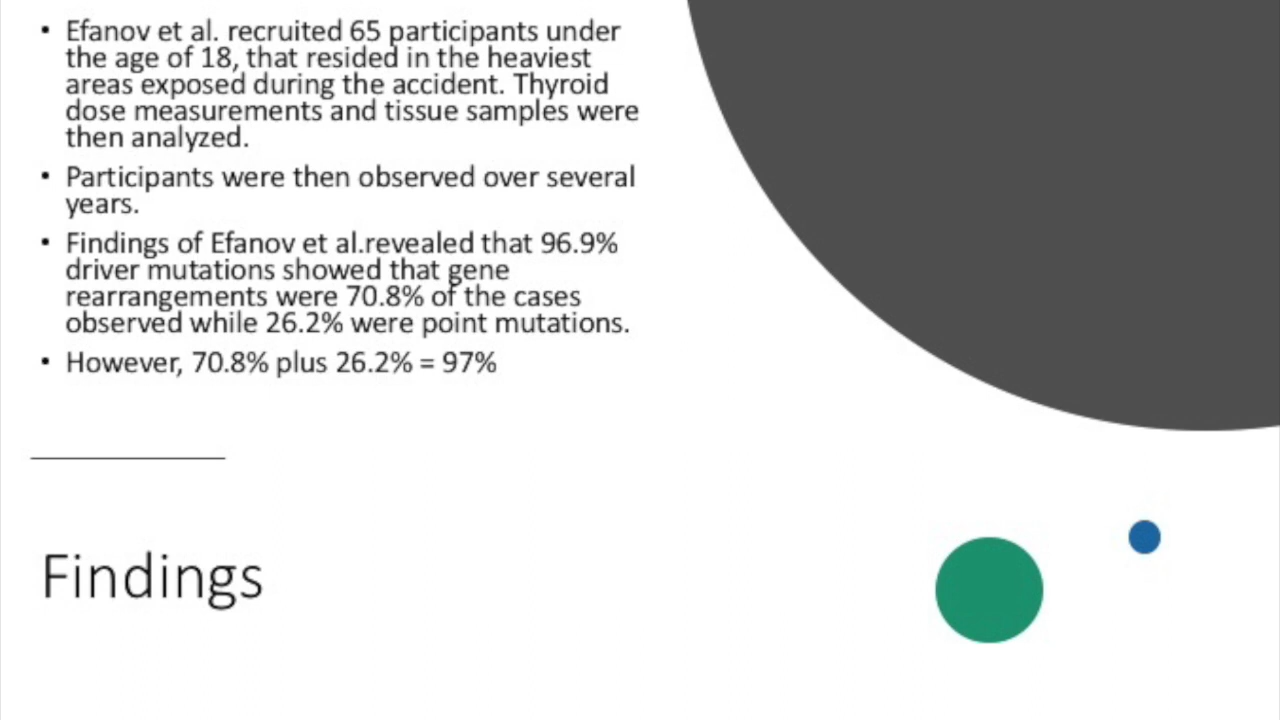 • Efanov et al. recruited 65 participants under
the age of 18, that resided in the heaviest
areas exposed during the accident. Thyroid
dose measurements and tissue samples were
then analyzed.
• Participants were then observed over several
years.
• Findings of Efanov et al.revealed that 96.9%
driver mutations showed that gene
rearrangements were 70.8% of the cases
observed while 26.2% were point mutations.
• However, 70.8% plus 26.2% = 97%
Findings